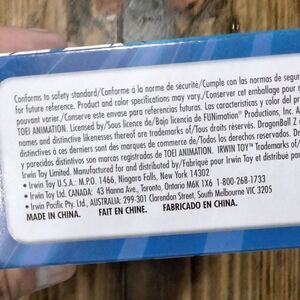 Conforms to safety standard/Conforme à la norme de sécurité/Cumple con las normas de segur
for future reference. Product and color specifications may vary./Conserver cet emballage pour
pouvant varier./Conserve este envase para referencias futuras. Las características y color del pr
TOEI ANIMATION. Licensed by/Sous licence de/Bajo licencia de FUNimation® Productions, Inc. A
names and distinctive likenesses thereof are trademarks of/Tous droits réservés. DragonBall Z
distinctives à ces derniers sont des marques de commerce de/Todos los derechos reservados. Dr
y parecidos distintivos son marcas registradas de TOEI ANIMATION. IRWIN TOY™ Trademark
Irwin Toy Limited. Manufactured for and distributed by/Fabriqué pour Irwin Toy et distribué par
• Irwin Toy U.S.A.: M.P.O. 1466, Niagara Falls, New York 14302
• Irwin Toy Ltd. CANADA: 43 Hanna Ave., Toronto, Ontario M6K 1X6 1-800-268-1733
• Irwin Pacific Pty. Ltd., AUSTRALIA: 299-301 Clarendon Street, South Melbourne VIC 3205
MADE IN CHINA. FAIT EN CHINE. FABRICADO EN CHINA.